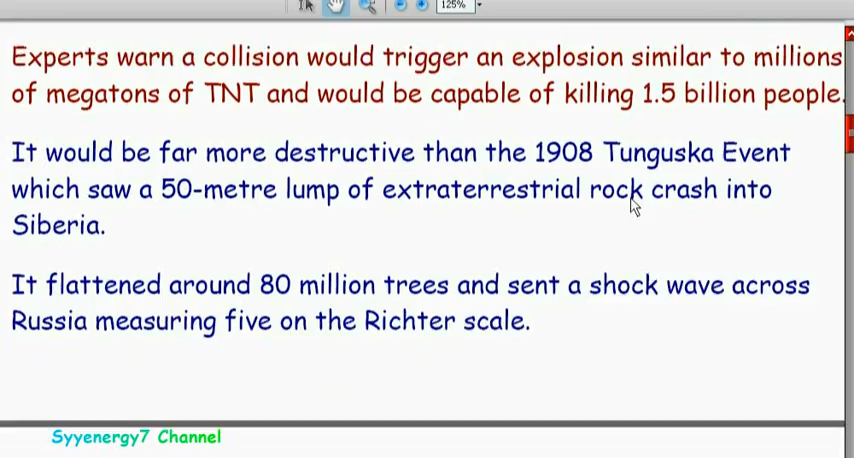 125%
Experts warn a collision would trigger an explosion similar to millions
of megatons of TNT and would be capable of killing 1.5 billion people.
It would be far more destructive than the 1908 Tunguska Event
which saw a 50-metre lump of extraterrestrial rock crash into
Siberia.
It flattened around 80 million trees and sent a shock wave across
Russia measuring five on the Richter scale.
Syyenergy7 Channel